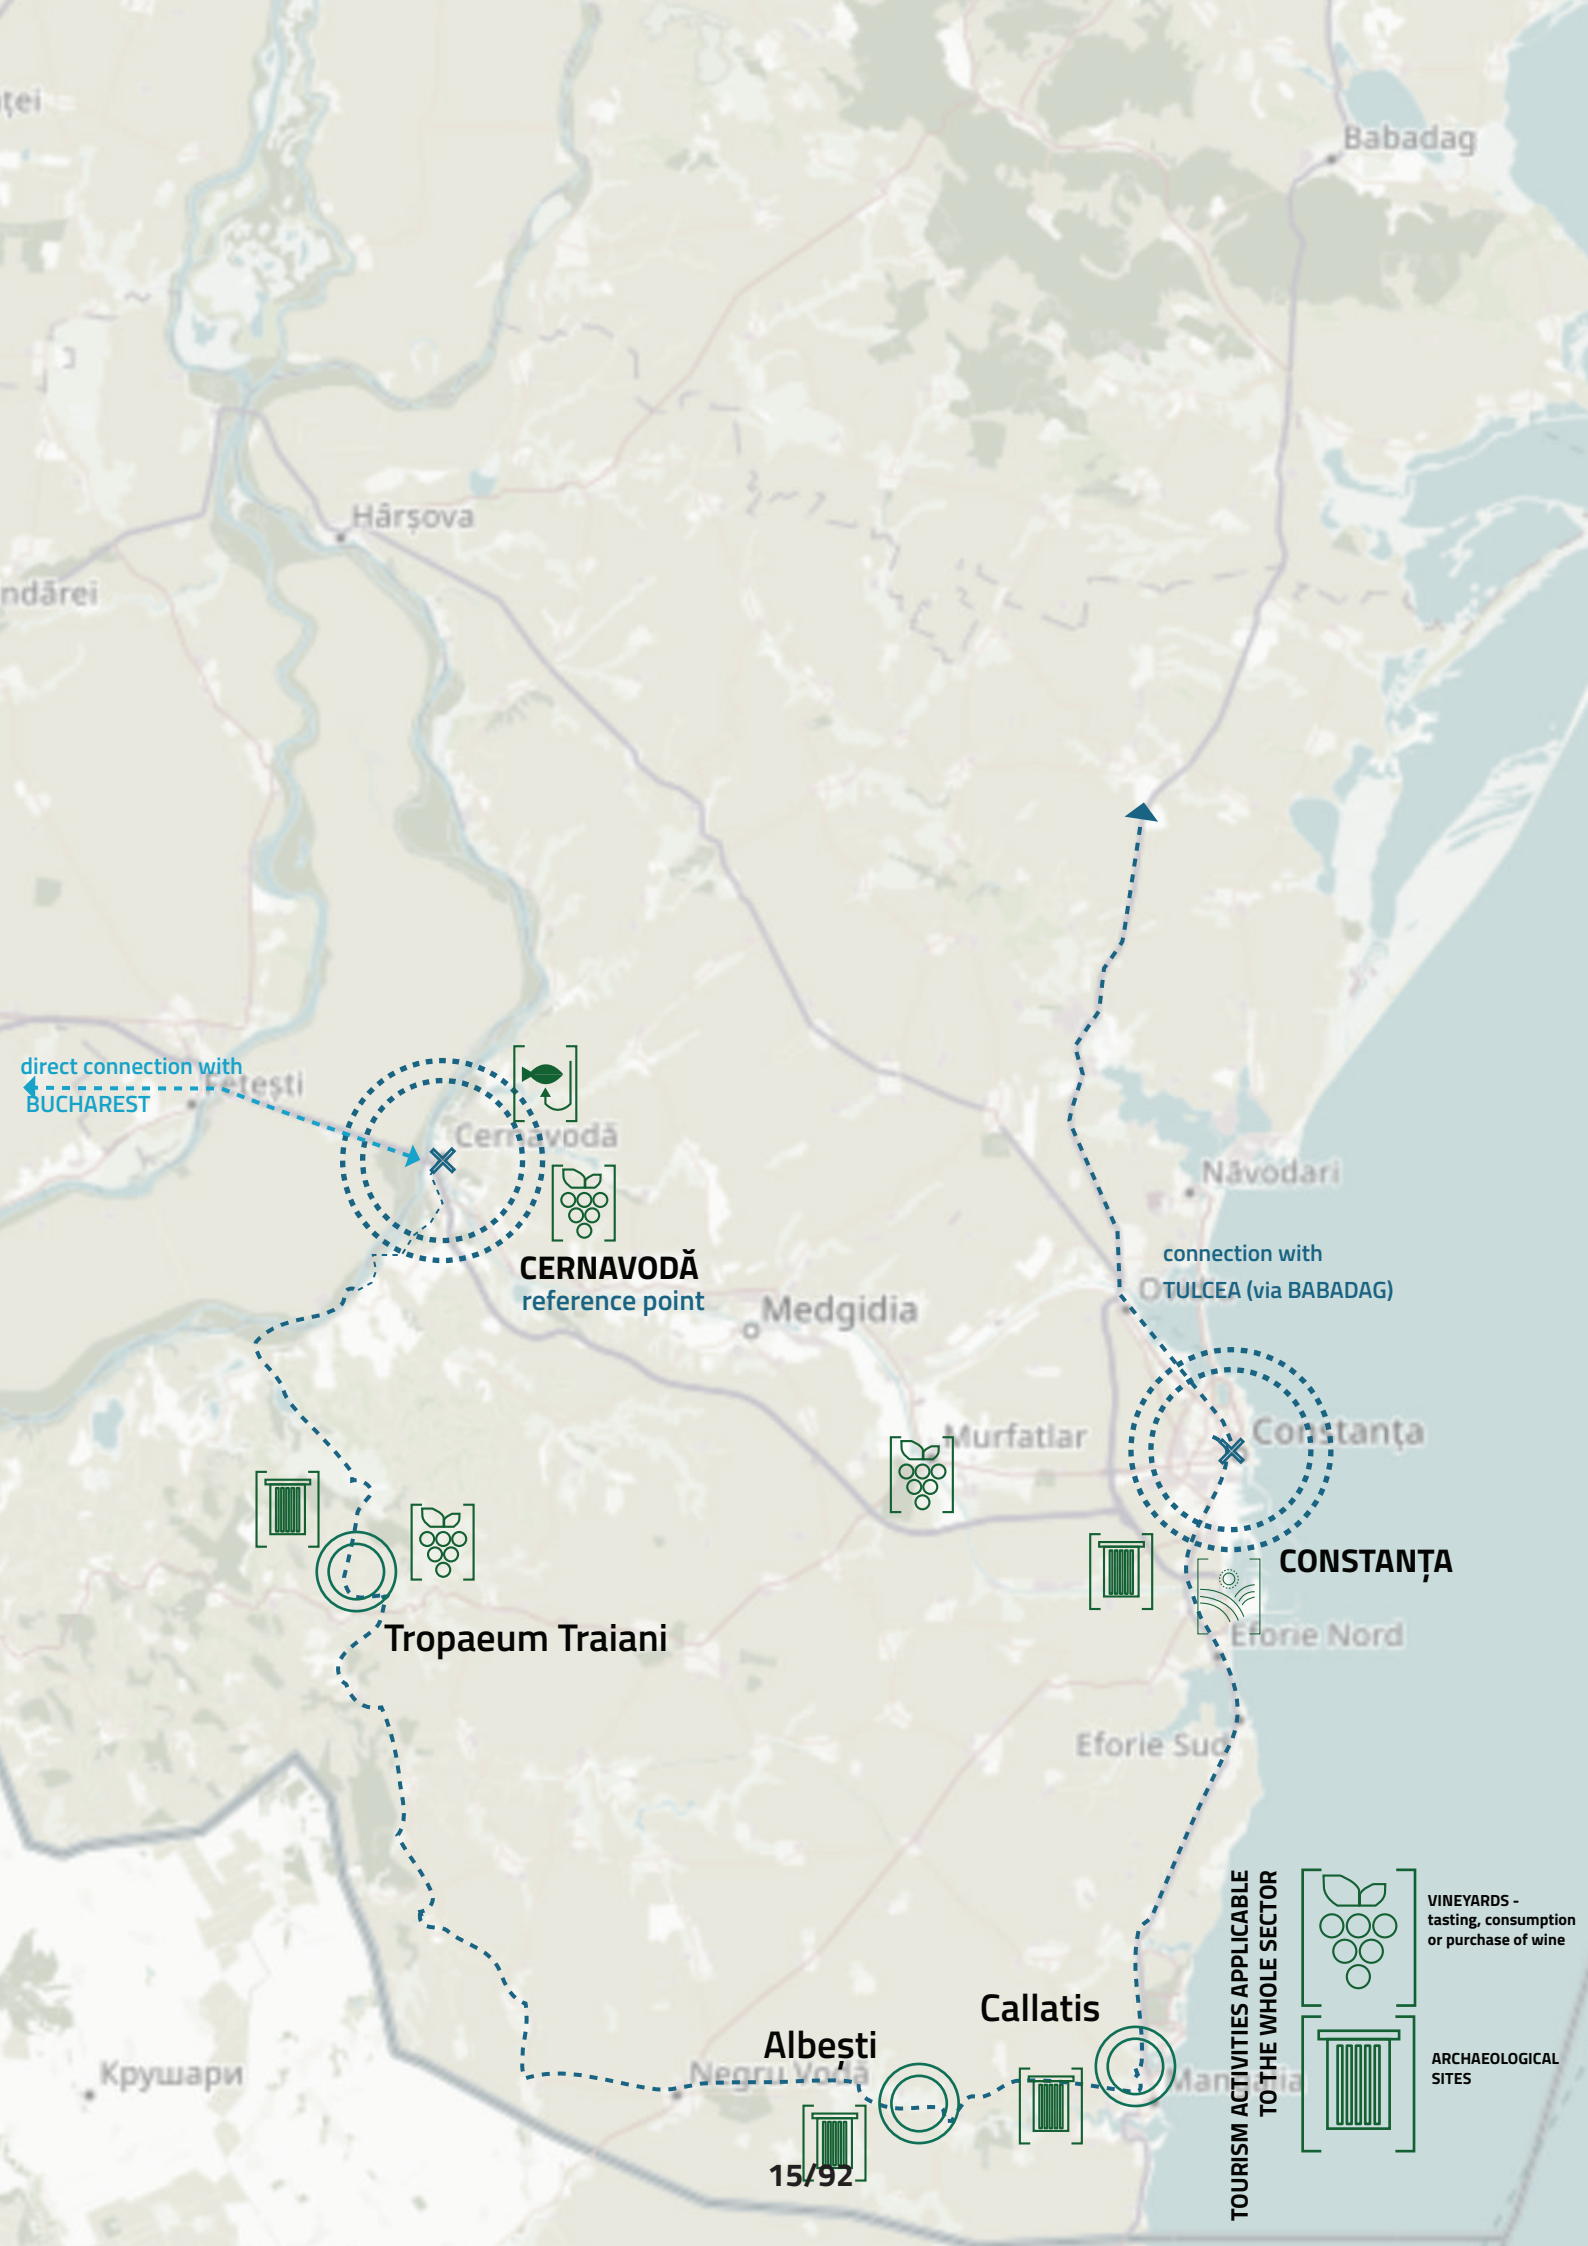 ței
Babadag
Hârșova
ndărei
direct connection with
Fetești
BUCHAREST
Cernavodă
Năvodari
CERNAVODĂ
reference point
connection with
TULCEA (via BABADAG)
Medgidia
Murfatlar
Constanța
CONSTANȚA
Eforie Nord
Tropaeum Traiani
Eforie Sud
TOURISM ACTIVITIES APPLICABLE
TO THE WHOLE SECTOR
VINEYARDS -
tasting, consumption
or purchase of wine
ARCHAEOLOGICAL
SITES
Callatis
Albești
Negru Vodă
Mangalia
Крушари
15/92